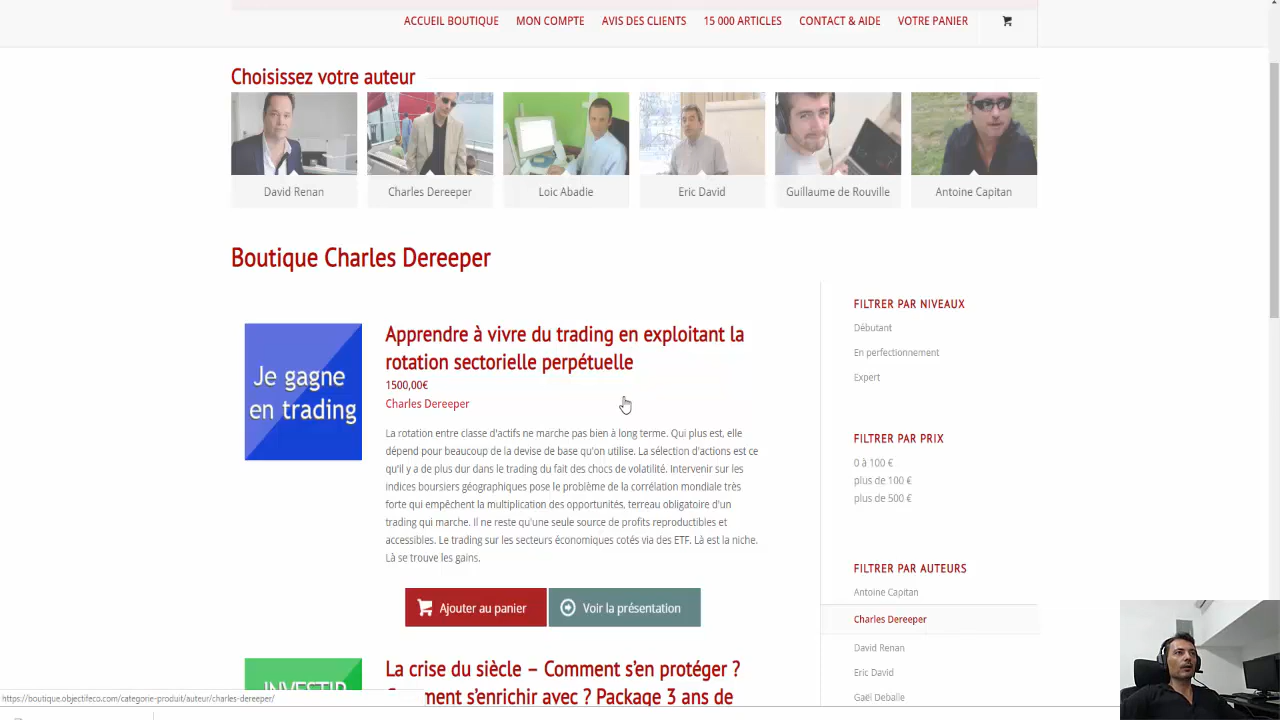 ACCUEIL BOUTIQUE MON COMPTE AVIS DES CLIENTS 15 000 ARTICLES CONTACT & AIDE VOTRE PANIER
Choisissez votre auteur
David Renan
Charles Dereeper
Loic Abadie
Eric David
Guillaume de Rouville
Antoine Capitan
Boutique Charles Dereeper
Je gagne
en trading
Apprendre à vivre du trading en exploitant la
rotation sectorielle perpétuelle
1500,00€
Charles Dereeper
La rotation entre classe d'actifs ne marche pas bien à long terme. Qui plus est, elle
dépend pour beaucoup de la devise de base qu'on utilise. La sélection d'actions est ce
qu'il y a de plus dur dans le trading du fait des chocs de volatilité. Intervenir sur les
indices boursiers géographiques pose le problème de la corrélation mondiale très
forte qui empêchent la multiplication des opportunités, terreau obligatoire d'un
trading qui marche. Il ne reste qu'une seule source de profits reproductibles et
accessibles. Le trading sur les secteurs économiques cotés via des ETF. Là est la niche.
Là se trouve les gains.
Ajouter au panier
Voir la présentation
INVESTIR
La crise du siècle – Comment s'en protéger ?
s'enrichir avec ? Package 3 ans de
FILTRER PAR NIVEAUX
Débutant
En perfectionnement
Expert
FILTRER PAR PRIX
0 à 100 €
plus de 100 €
plus de 500 €
FILTRER PAR AUTEURS
Antoine Capitan
Charles Dereeper
David Renan
Eric David
Gaël Deballe
https://boutique.objectifeco.com/categorie-produit/auteur/charles-dereeper/